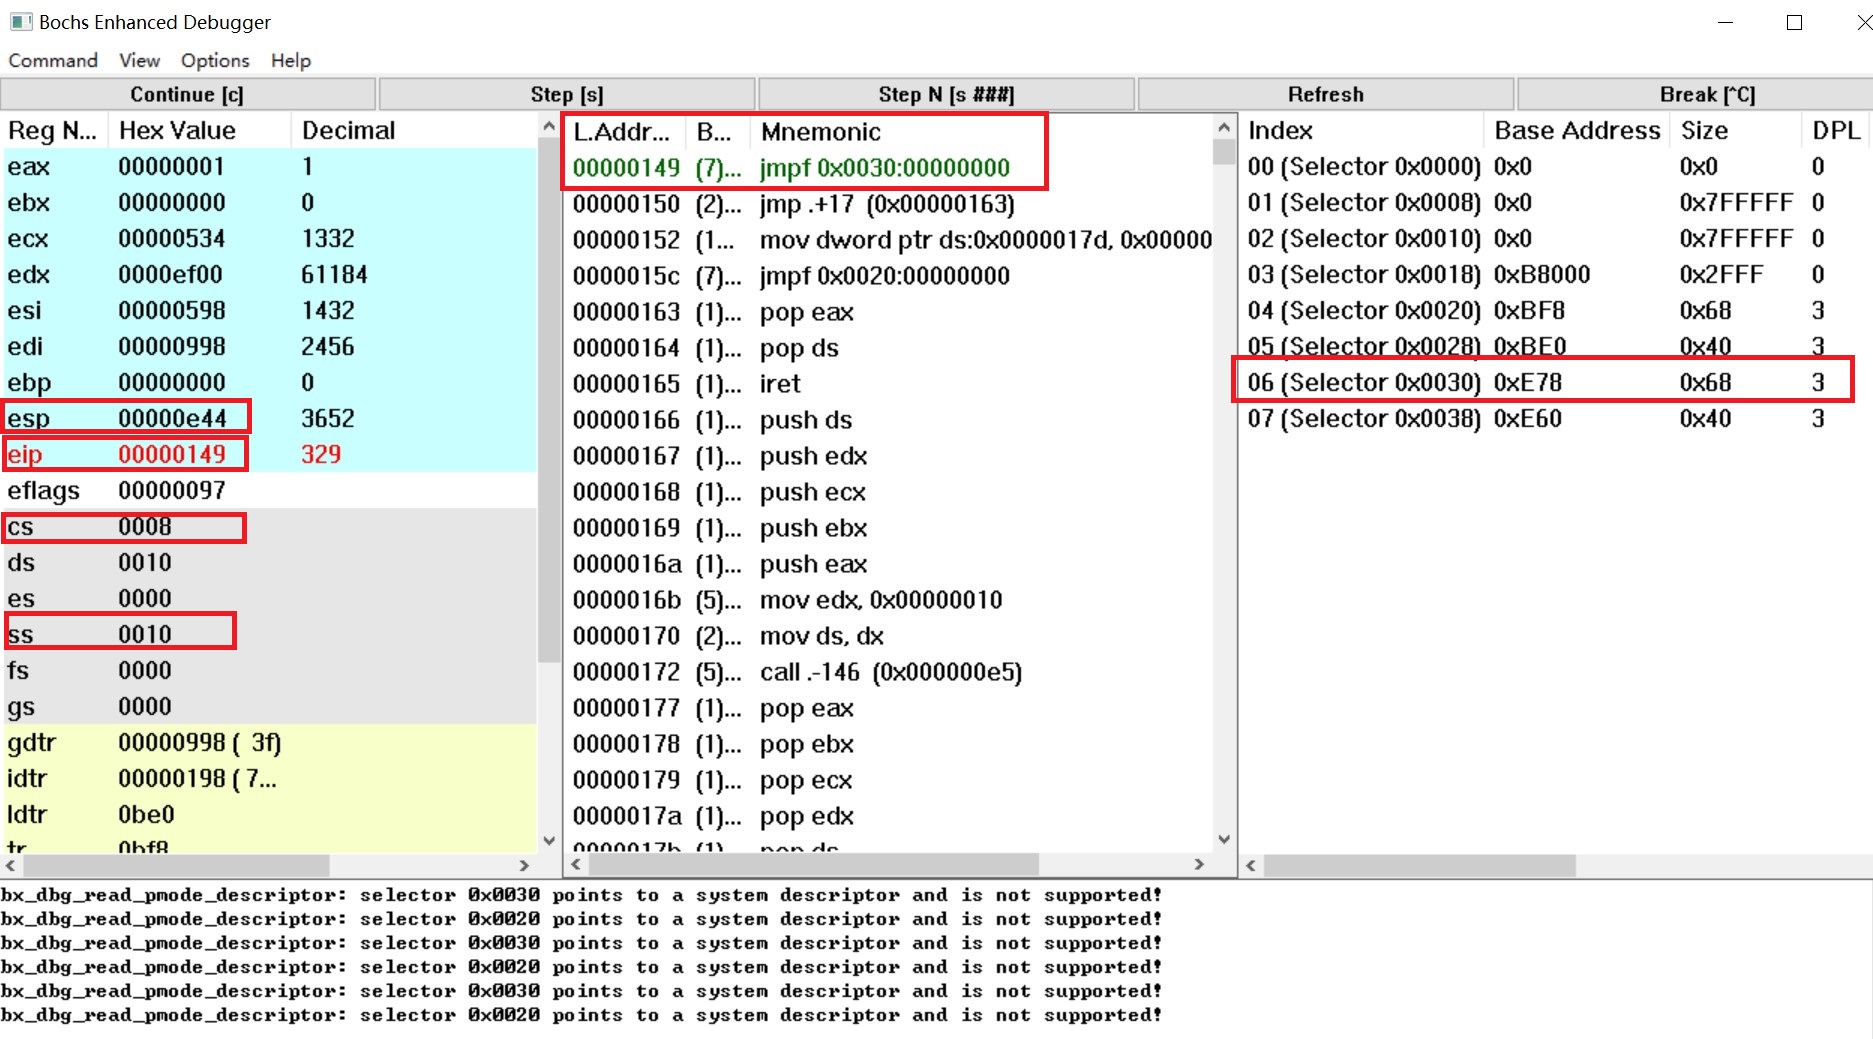 Bochs Enhanced Debugger
Command View Options Help
Continue [c] Step [s] Step N [s ###] Refresh Break [^C]
Reg N... Hex Value Decimal
eax 00000001 1
ebx 00000000 0
ecx 00000534 1332
edx 0000ef00 61184
esi 00000598 1432
edi 00000998 2456
ebp 00000000 0
esp 00000e44 3652
eip 00000149 329
eflags 00000097
cs 0008
ds 0010
es 0000
ss 0010
fs 0000
gs 0000
gdtr 00000998 ( 3f)
idtr 00000198 ( 7...
ldtr 0be0
tr 0bf8
L.Addr... B... Mnemonic
00000149 (7)... jmpf 0x0030:00000000
00000150 (2)... jmp .+17 (0x00000163)
00000152 (1... mov dword ptr ds:0x0000017d, 0x00000
0000015c (7)... jmpf 0x0020:00000000
00000163 (1)... pop eax
00000164 (1)... pop ds
00000165 (1)... iret
00000166 (1)... push ds
00000167 (1)... push edx
00000168 (1)... push ecx
00000169 (1)... push ebx
0000016a (1)... push eax
0000016b (5)... mov edx, 0x00000010
00000170 (2)... mov ds, dx
00000172 (5)... call .-146 (0x000000e5)
00000177 (1)... pop eax
00000178 (1)... pop ebx
00000179 (1)... pop ecx
0000017a (1)... pop edx
0000017b (1)... pop ds
Index Base Address Size DPL
00 (Selector 0x0000) 0x0 0x0 0
01 (Selector 0x0008) 0x0 0x7FFFFF 0
02 (Selector 0x0010) 0x0 0x7FFFFF 0
03 (Selector 0x0018) 0xB8000 0x2FFF 0
04 (Selector 0x0020) 0xBF8 0x68 3
05 (Selector 0x0028) 0xBE0 0x40 3
06 (Selector 0x0030) 0xE78 0x68 3
07 (Selector 0x0038) 0xE60 0x40 3
bx_dbg_read_pmode_descriptor: selector 0x0030 points to a system descriptor and is not supported!
bx_dbg_read_pmode_descriptor: selector 0x0020 points to a system descriptor and is not supported!
bx_dbg_read_pmode_descriptor: selector 0x0030 points to a system descriptor and is not supported!
bx_dbg_read_pmode_descriptor: selector 0x0020 points to a system descriptor and is not supported!
bx_dbg_read_pmode_descriptor: selector 0x0030 points to a system descriptor and is not supported!
bx_dbg_read_pmode_descriptor: selector 0x0020 points to a system descriptor and is not supported!